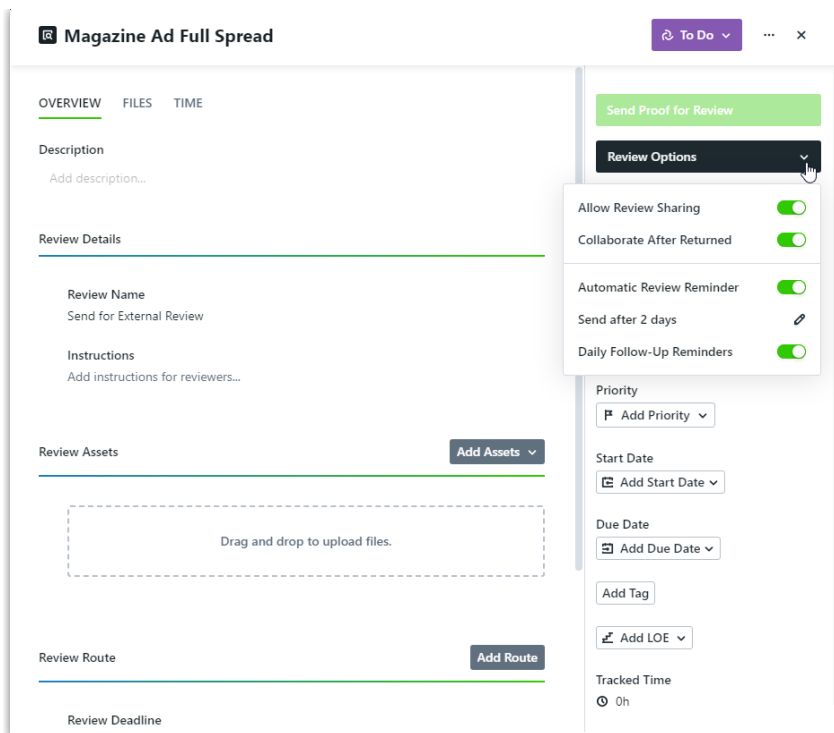 Magazine Ad Full Spread
To Do
OVERVIEW FILES TIME
Description
Add description...
Review Details
Review Name
Send for External Review
Instructions
Add instructions for reviewers...
Review Assets
Add Assets
Drag and drop to upload files.
Review Route
Add Route
Review Deadline
Send Proof for Review
Review Options
Allow Review Sharing
Collaborate After Returned
Automatic Review Reminder
Send after 2 days
Daily Follow-Up Reminders
Priority
Add Priority
Start Date
Add Start Date
Due Date
Add Due Date
Add Tag
Add LOE
Tracked Time
0h